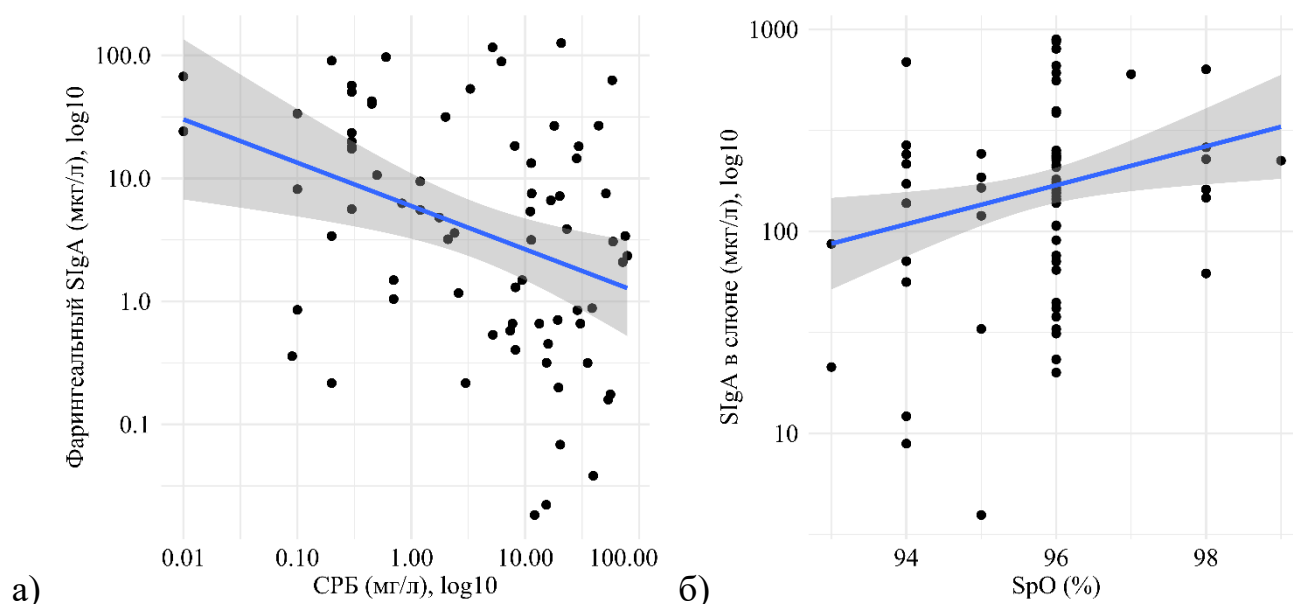 Фарингеальный SIgA (мкг/л), log10
100.0
10.0
1.0
0.1
0.01 0.10 1.00 10.00 100.00
СРБ (мг/л), log10
а)
SIgA в слюне (мкг/л), log10
1000
100
10
94 96 98
SpO (%)
б)